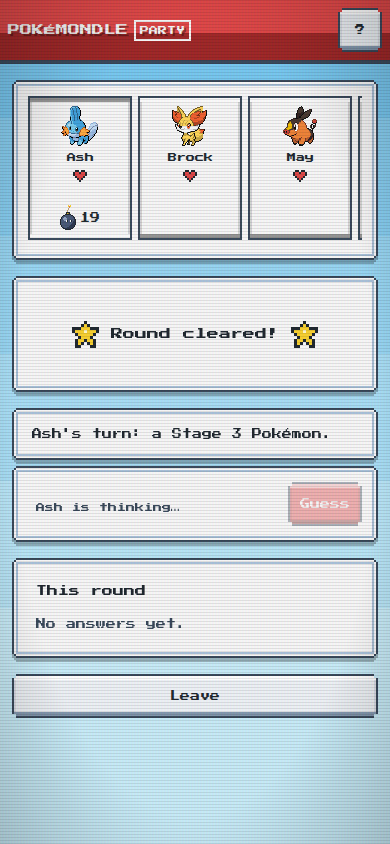 POKéMONDLE PARTY
?
Ash
Brock
May
19
Round cleared!
Ash's turn: a Stage 3 Pokémon.
Ash is thinking…
Guess
This round
No answers yet.
Leave